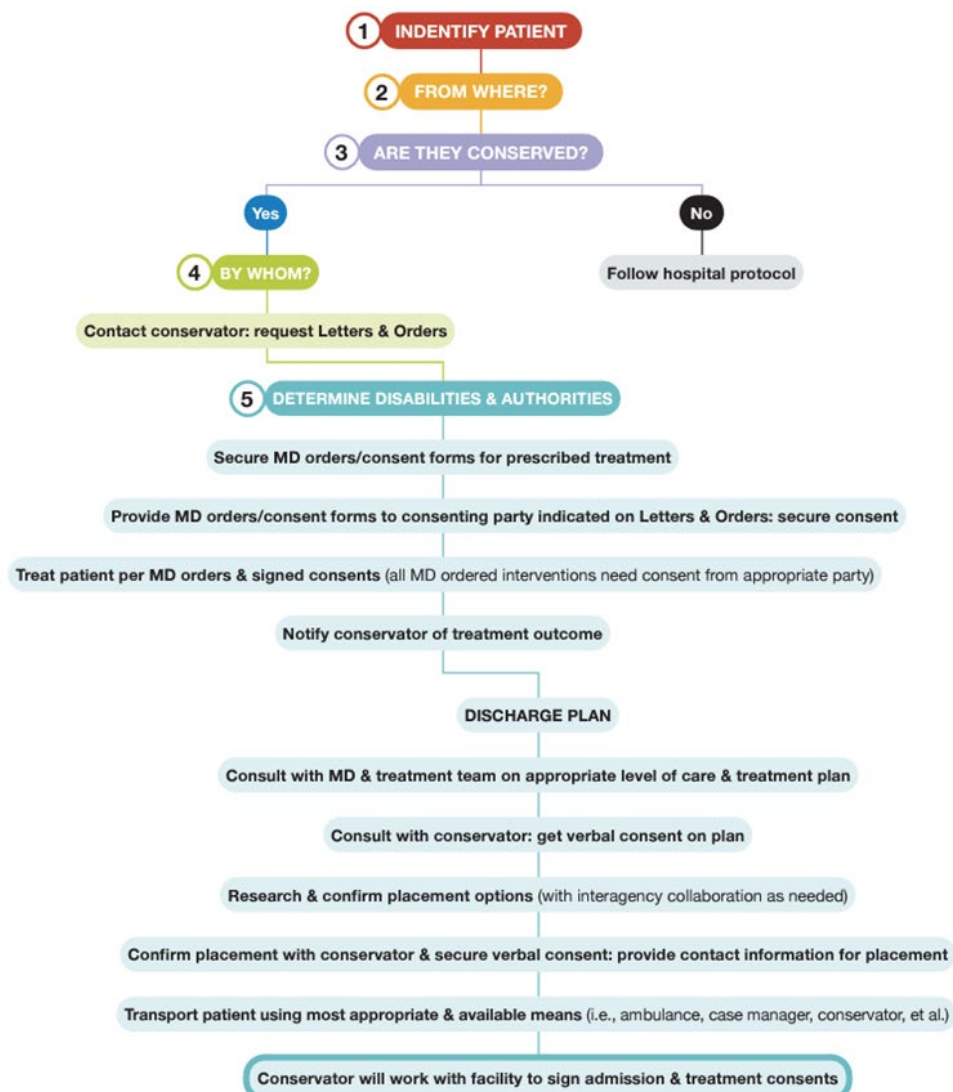 1 INDENTIFY PATIENT
2 FROM WHERE?
3 ARE THEY CONSERVED?
Yes
No
4 BY WHOM?
Follow hospital protocol
Contact conservator: request Letters & Orders
5 DETERMINE DISABILITIES & AUTHORITIES
Secure MD orders/consent forms for prescribed treatment
Provide MD orders/consent forms to consenting party indicated on Letters & Orders: secure consent
Treat patient per MD orders & signed consents (all MD ordered interventions need consent from appropriate party)
Notify conservator of treatment outcome
DISCHARGE PLAN
Consult with MD & treatment team on appropriate level of care & treatment plan
Consult with conservator: get verbal consent on plan
Research & confirm placement options (with interagency collaboration as needed)
Confirm placement with conservator & secure verbal consent: provide contact information for placement
Transport patient using most appropriate & available means (i.e., ambulance, case manager, conservator, et al.)
Conservator will work with facility to sign admission & treatment consents